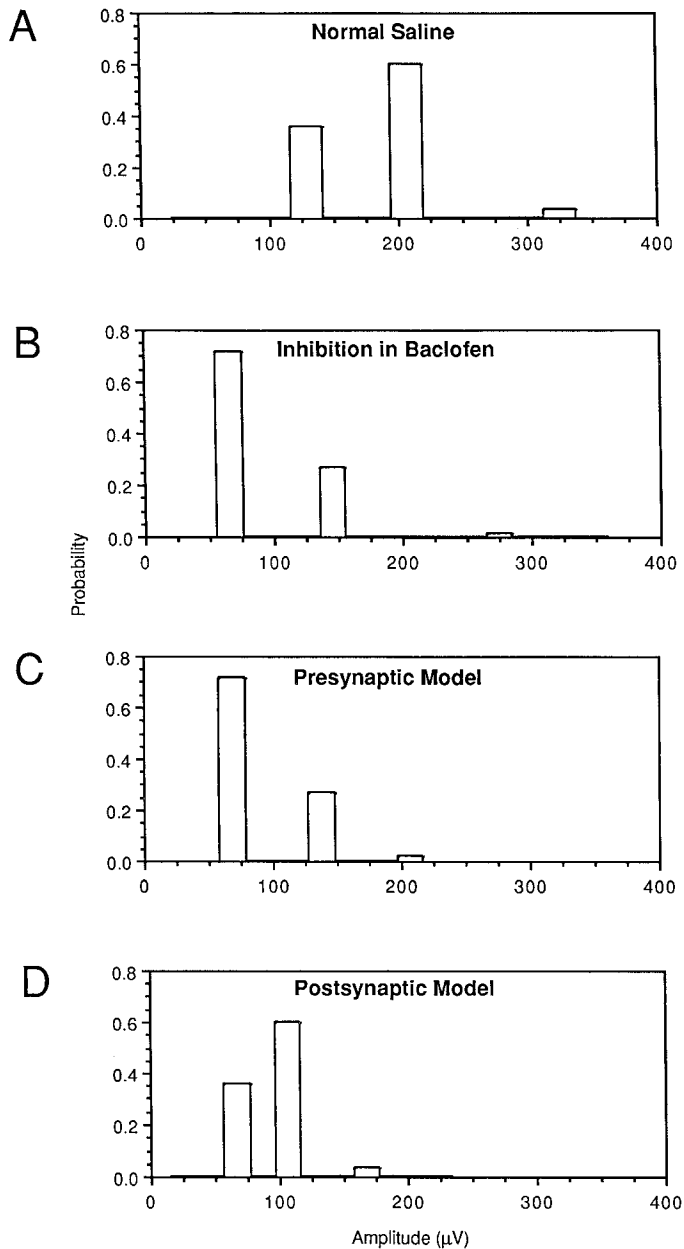 A
Normal Saline
0.8
0.6
0.4
0.2
0.0
0 100 200 300 400
B
Inhibition in Baclofen
0.8
0.6
0.4
0.2
0.0
0 100 200 300 400
Probability
C
Presynaptic Model
0.8
0.6
0.4
0.2
0.0
0 100 200 300 400
D
Postsynaptic Model
0.8
0.6
0.4
0.2
0.0
0 100 200 300 400
Amplitude (µV)